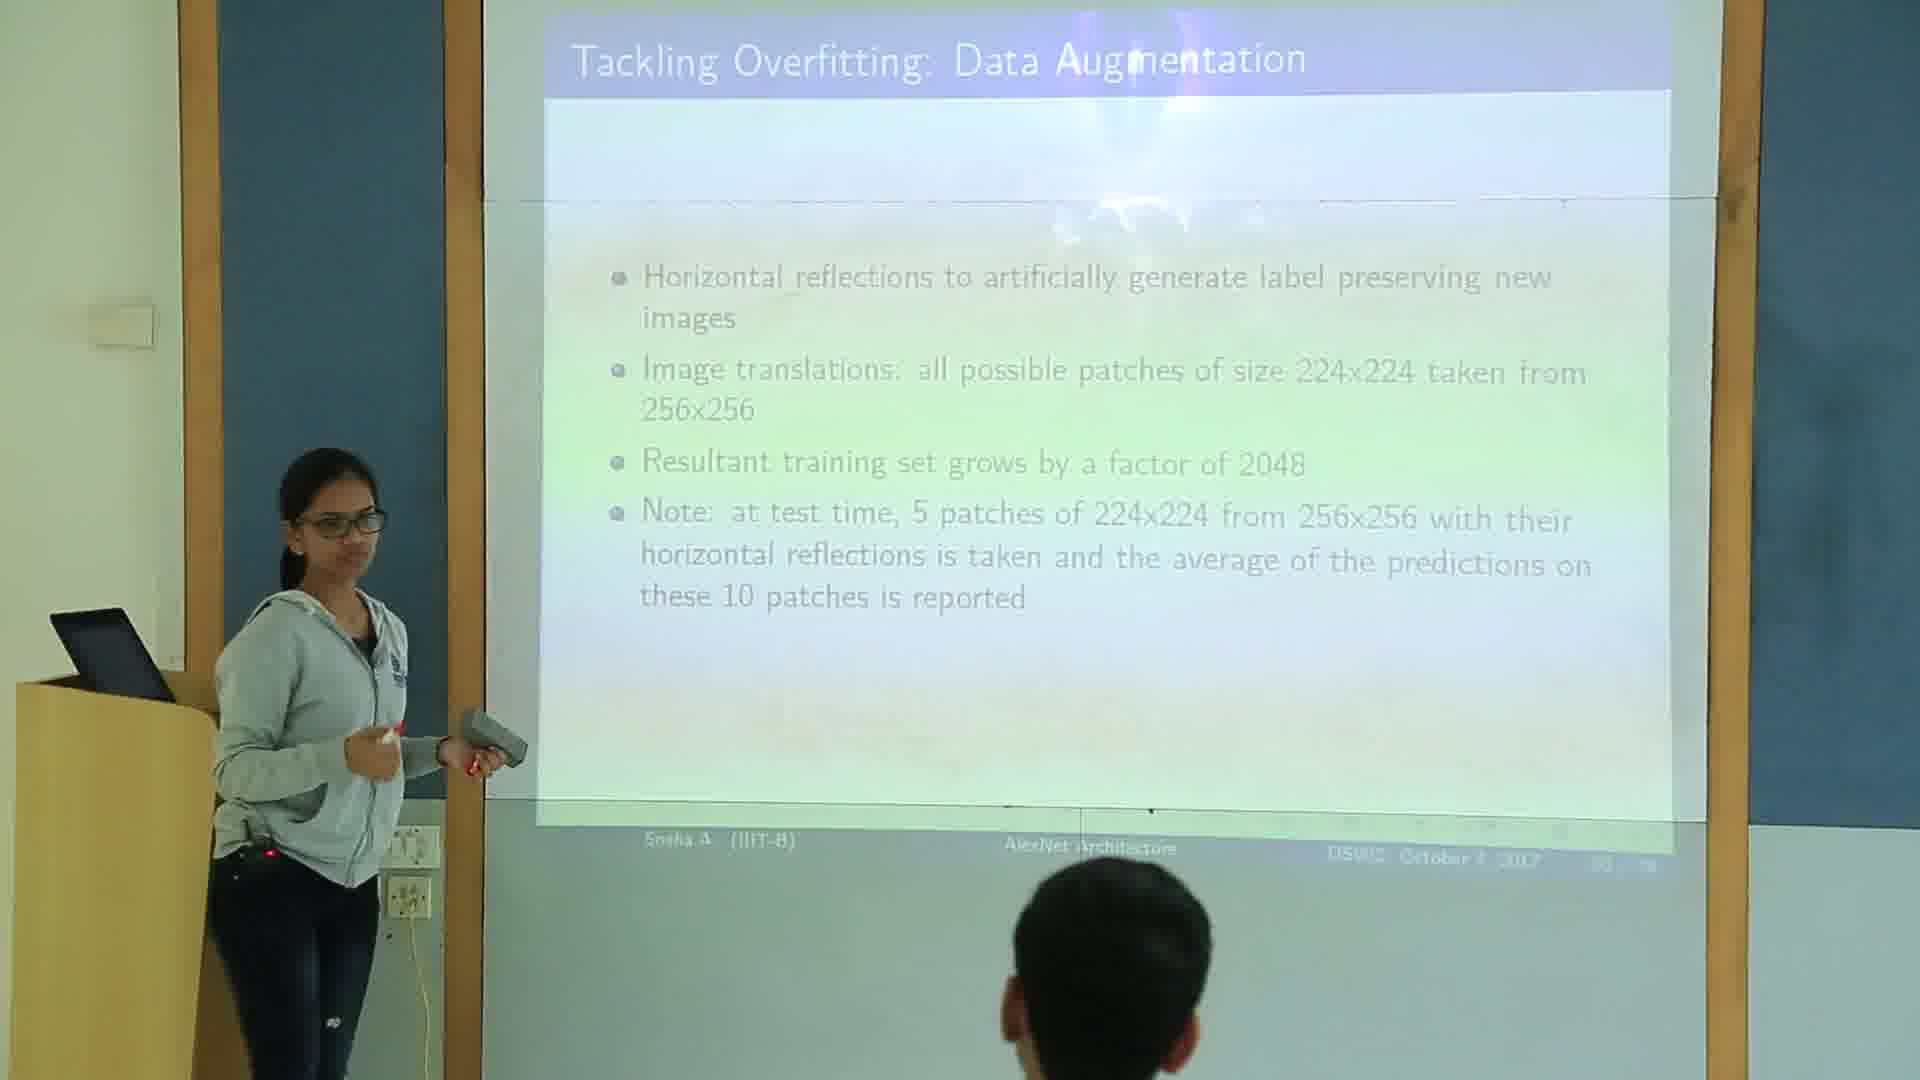 Tackling Overfitting: Data Augmentation
Horizontal reflections to artificially generate label preserving new
images
Image translations: all possible patches of size 224x224 taken from
256x256
Resultant training set grows by a factor of 2048
Note: at test time, 5 patches of 224x224 from 256x256 with their
horizontal reflections is taken and the average of the predictions on
these 10 patches is reported
Sneha A (IIIT-B)
AlexNet Architecture
October 2017